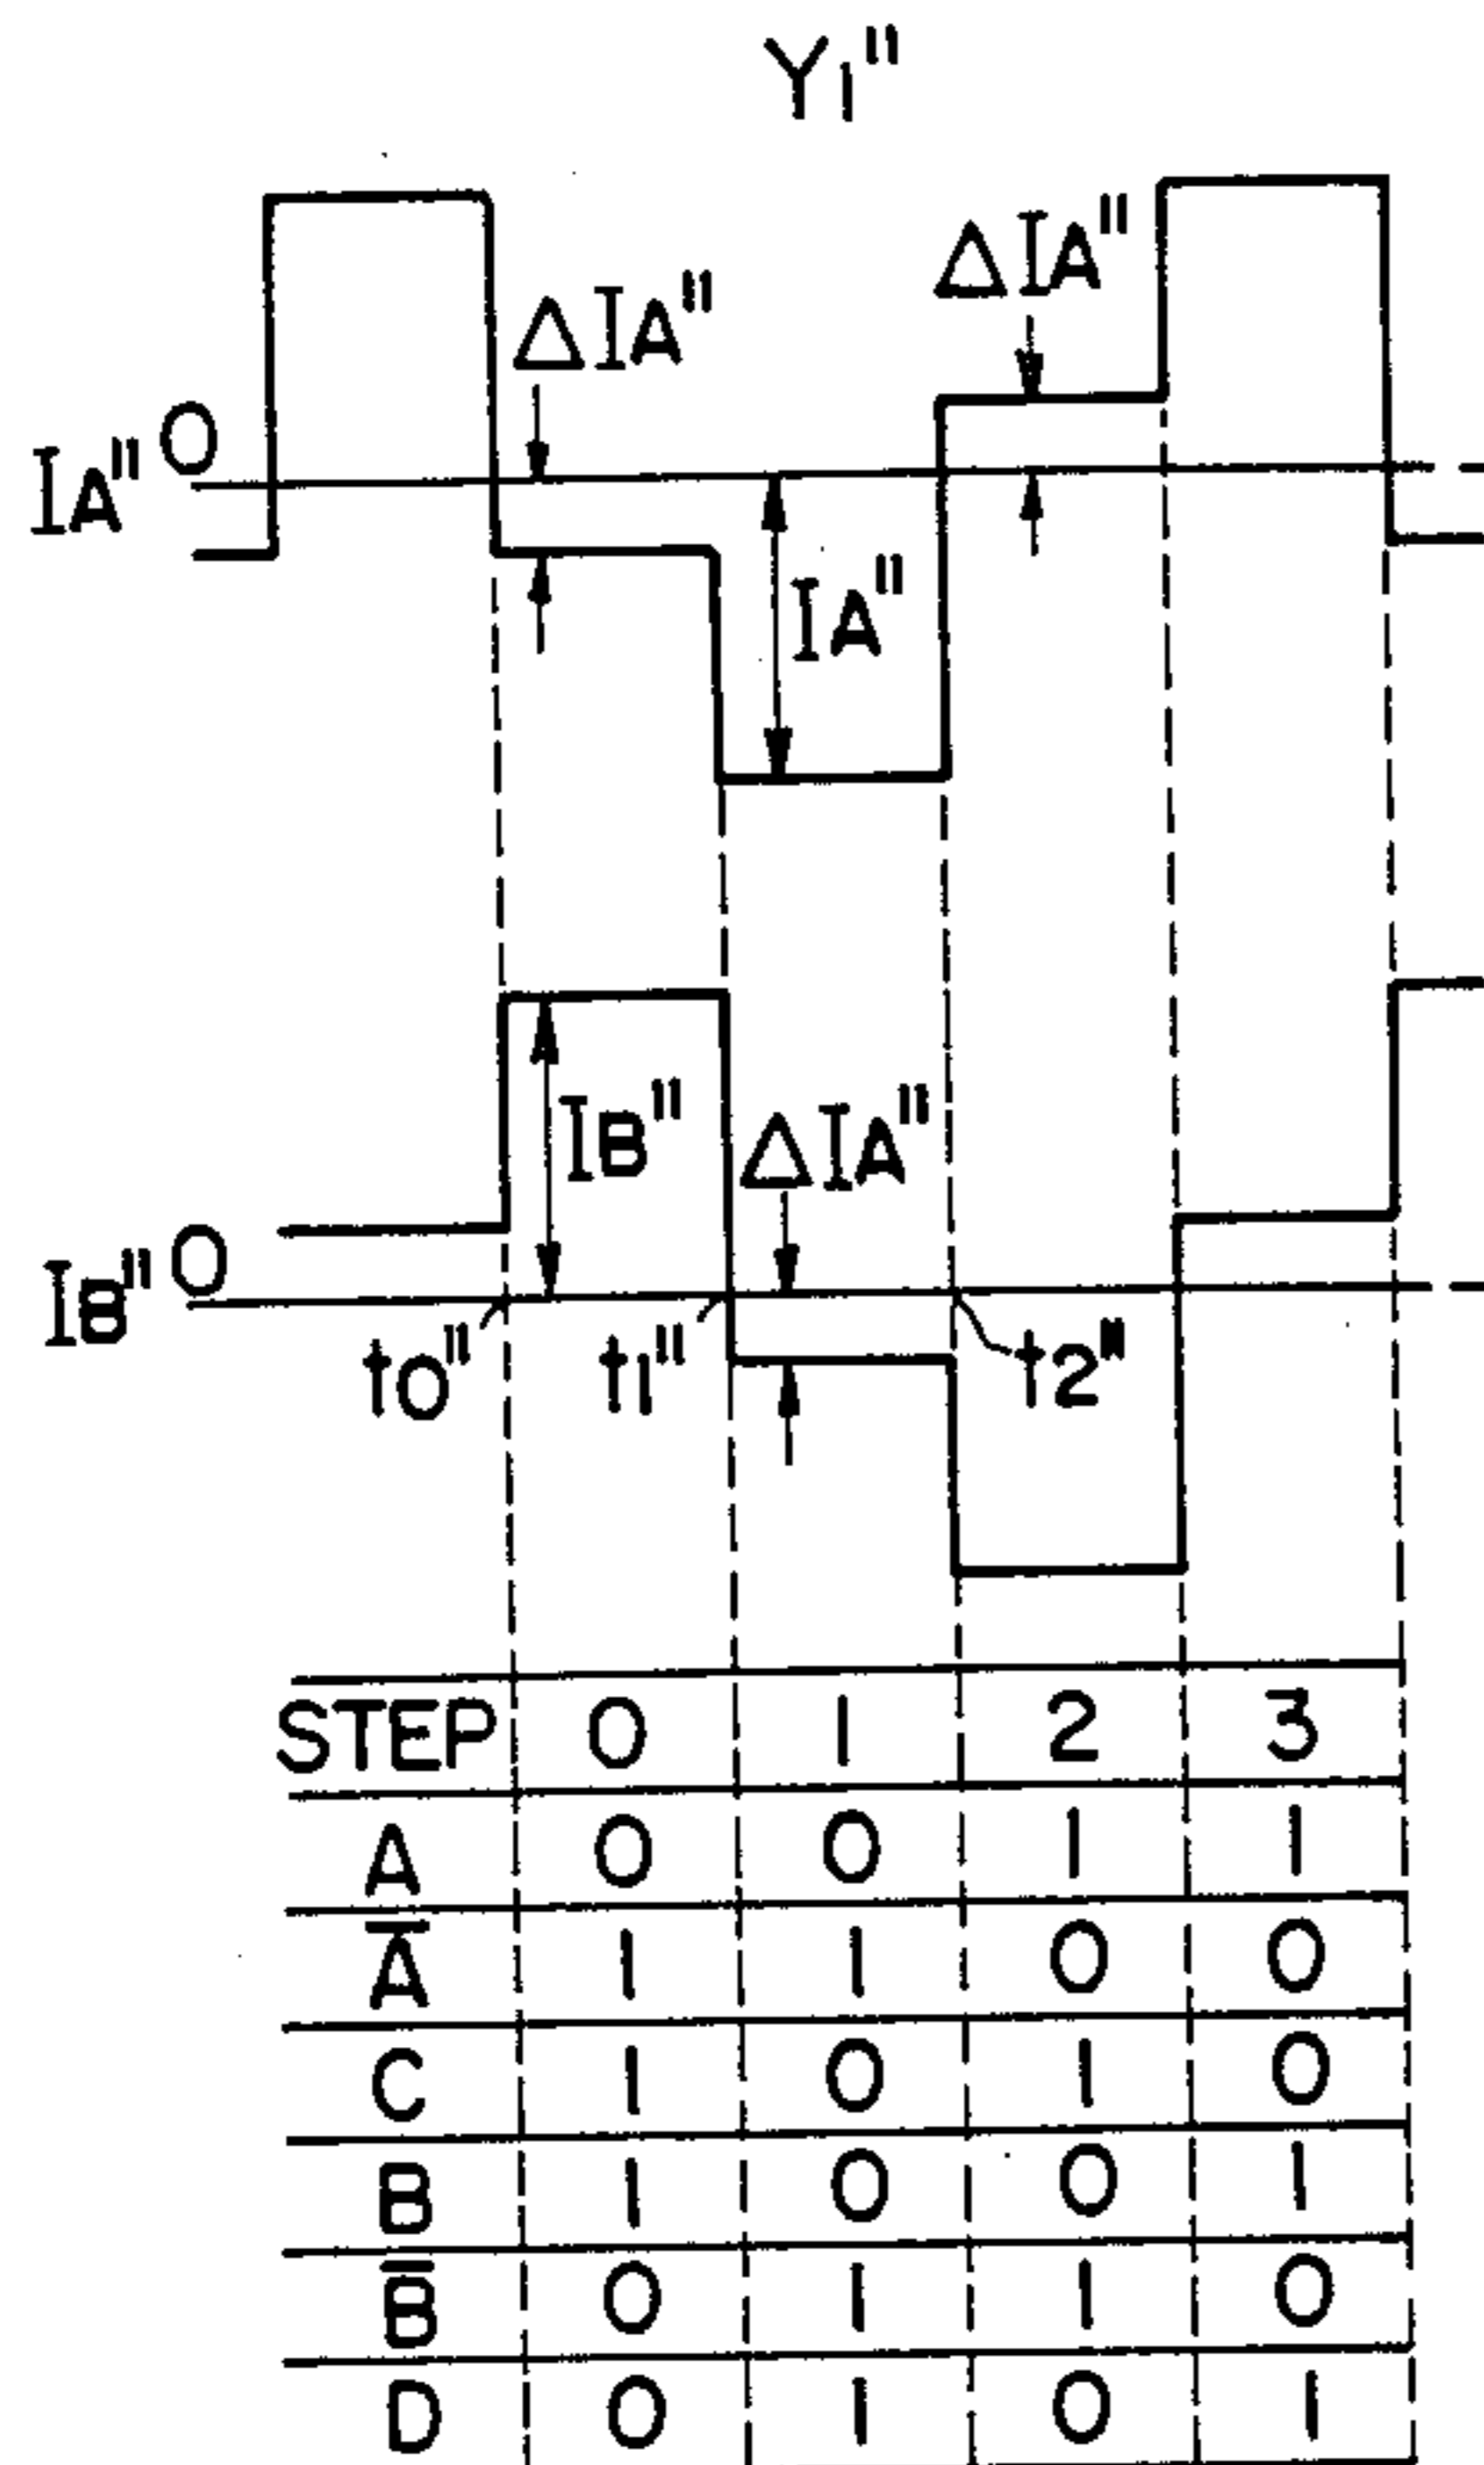 Y1"
ΔIA"
ΔIA"
IA" 0
IA"
IB"
ΔIA"
IB" 0
t0" t1" t2"
STEP 0 1 2 3
A 0 0 1 1
A̅ 1 1 0 0
C 1 0 1 0
B 1 0 0 1
B̅ 0 1 1 0
D 0 1 0 1